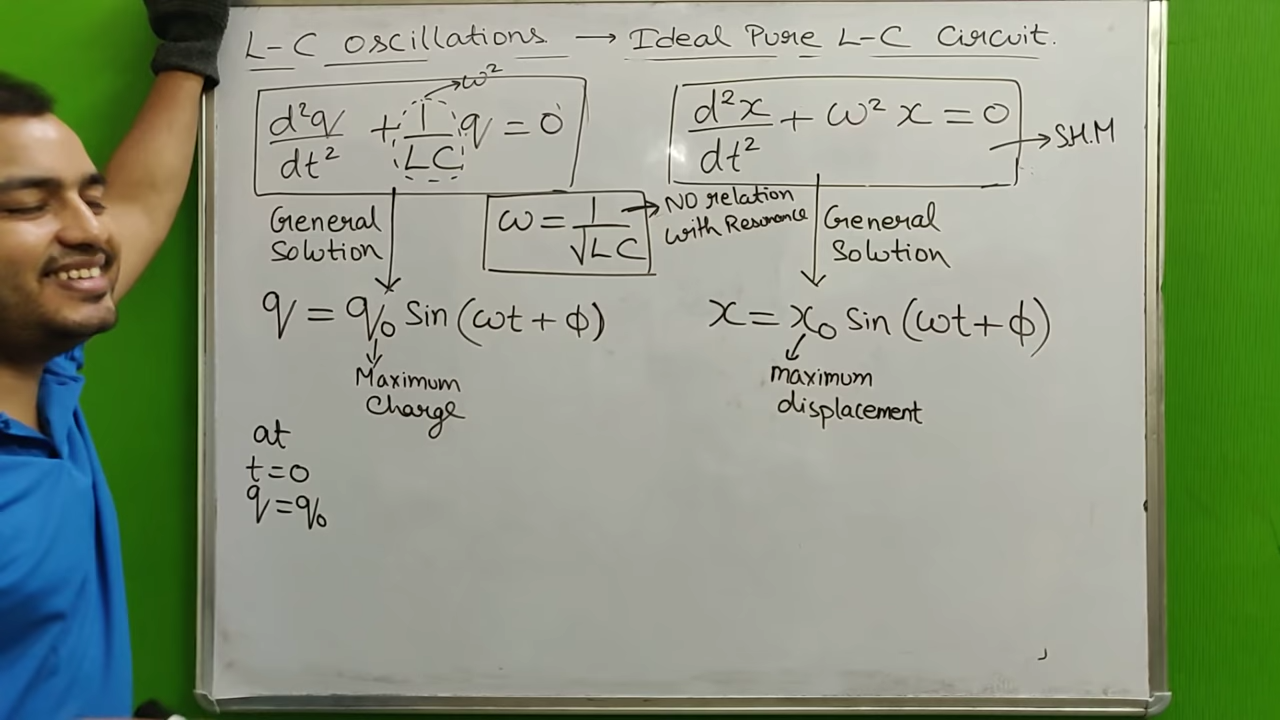 L-C Oscillations → Ideal Pure L-C Circuit.
d²q/dt² + 1/LC q = 0
→ω²
d²x/dt² + ω²x = 0
→ S.H.M
General
Solution
ω = 1/√LC
→ NO relation
with Resonance
General
Solution
q = q₀ Sin (ωt + ϕ)
Maximum
Charge
x = x₀ Sin (ωt + ϕ)
maximum
displacement
at
t=0
q=q₀